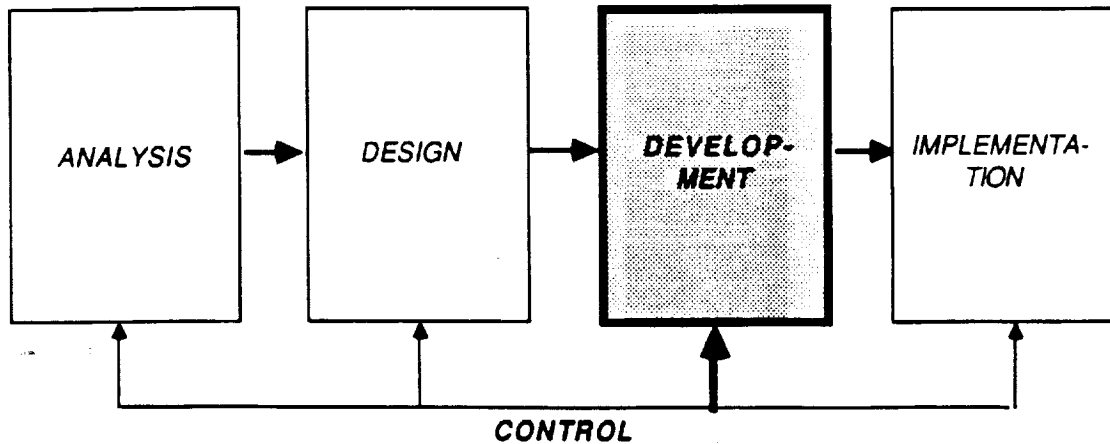 ANALYSIS
DESIGN
DEVELOP-
MENT
IMPLEMENTA-
TION
CONTROL